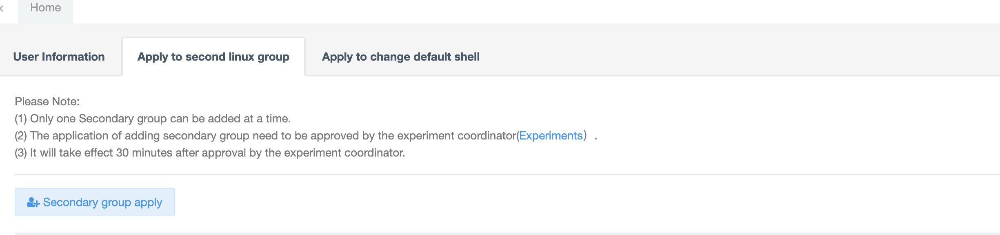 Home
User Information
Apply to second linux group
Apply to change default shell
Please Note:
(1) Only one Secondary group can be added at a time.
(2) The application of adding secondary group need to be approved by the experiment coordinator(Experiments） .
(3) It will take effect 30 minutes after approval by the experiment coordinator.
Secondary group apply